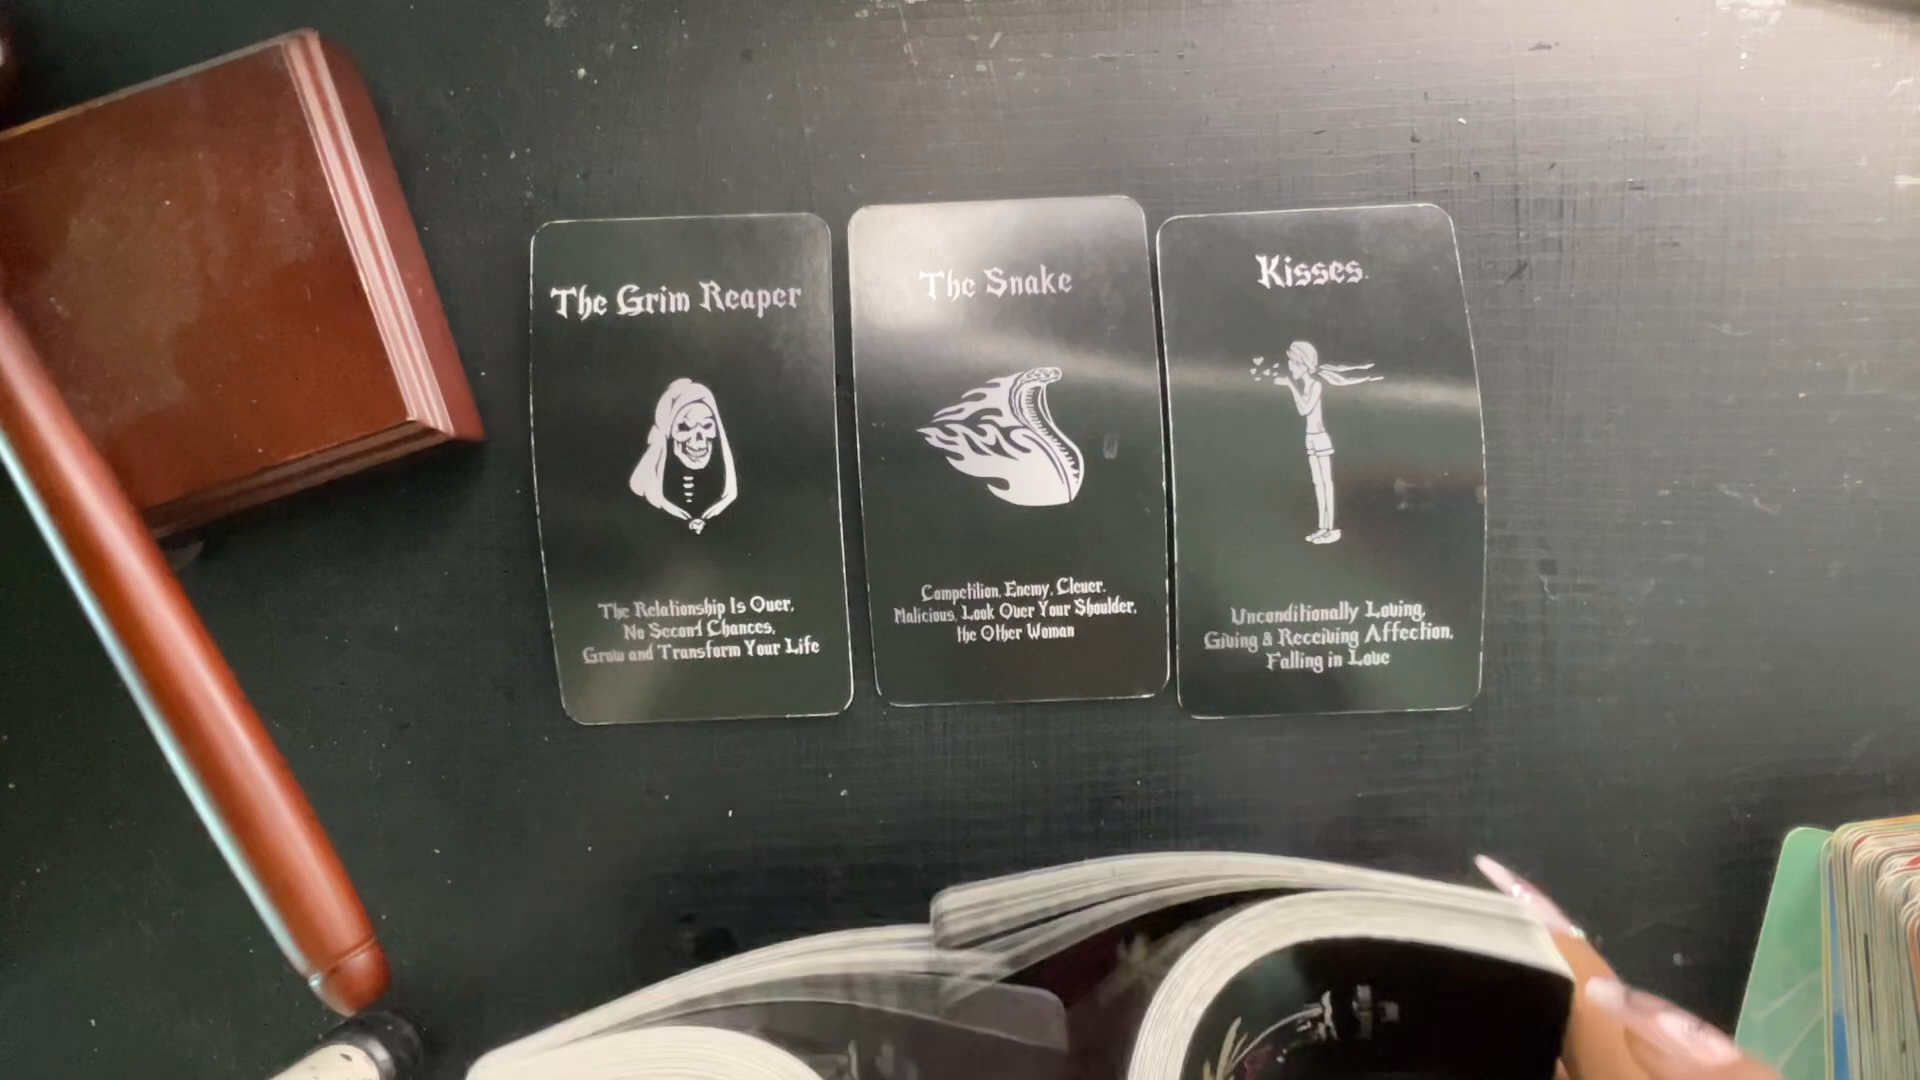 The Grim Reaper
The Relationship Is Over,
No Second Chances,
Grow and Transform Your Life
The Snake
Competition, Enemy, Clever,
Malicious, Look Over Your Shoulder,
the Other Woman
Kisses
Unconditionally Loving,
Giving & Receiving Affection,
Falling in Love